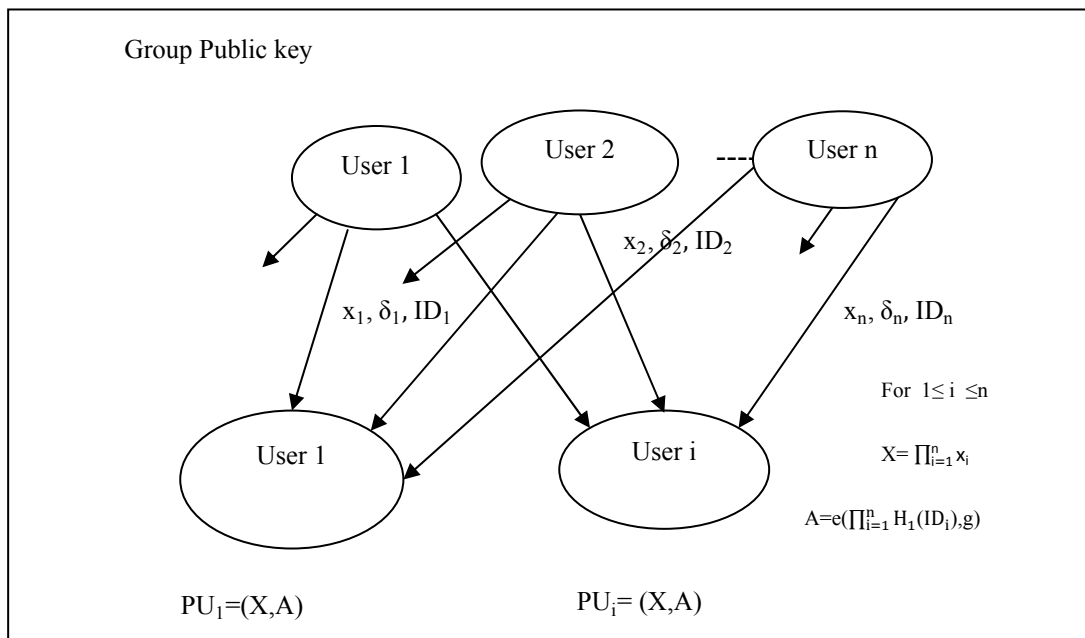 Group Public key
User 1
User 2
User n
x₂, δ₂, ID₂
x₁, δ₁, ID₁
xₙ, δₙ, IDₙ
For 1≤ i ≤n
User 1
User i
X= ∏ⁿᵢ₌₁ xᵢ
A=e(∏ⁿᵢ₌₁ H₁(IDᵢ),g)
PU₁=(X,A)
PUᵢ= (X,A)